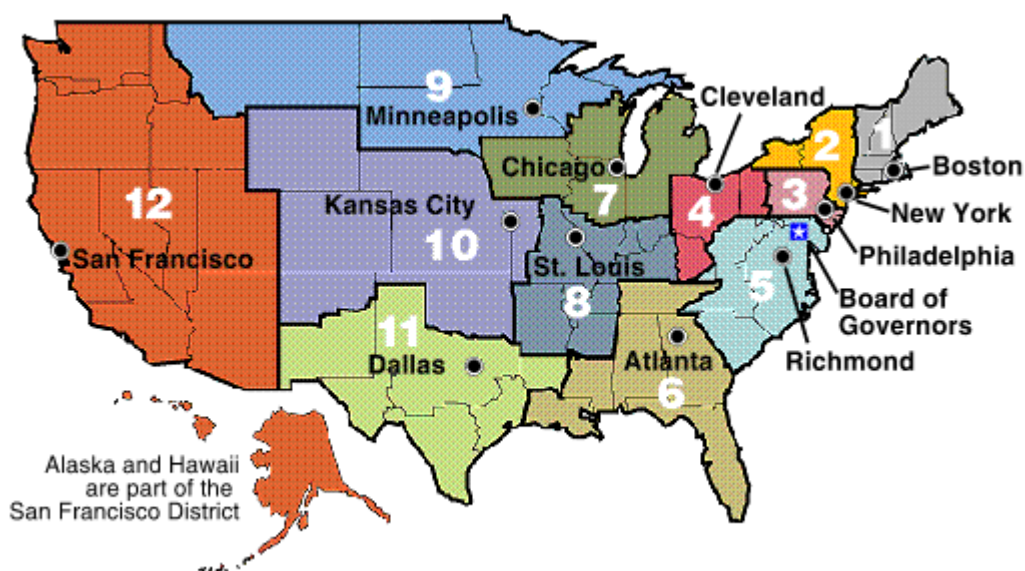 Cleveland
9
Minneapolis
2
1
Chicago
Boston
7
3
12
Kansas City
4
New York
10
San Francisco
Philadelphia
St. Louis
5
8
Board of
Governors
11
Dallas
Atlanta
Richmond
6
Alaska and Hawaii
are part of the
San Francisco District